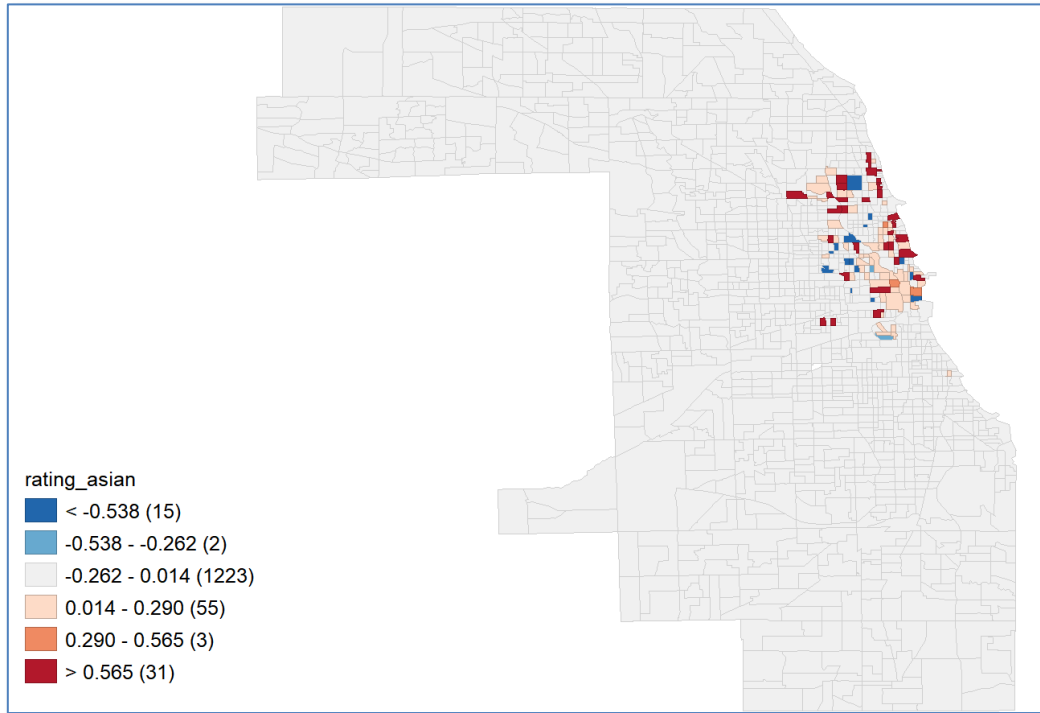 rating_asian
< -0.538 (15)
-0.538 - -0.262 (2)
-0.262 - 0.014 (1223)
0.014 - 0.290 (55)
0.290 - 0.565 (3)
> 0.565 (31)